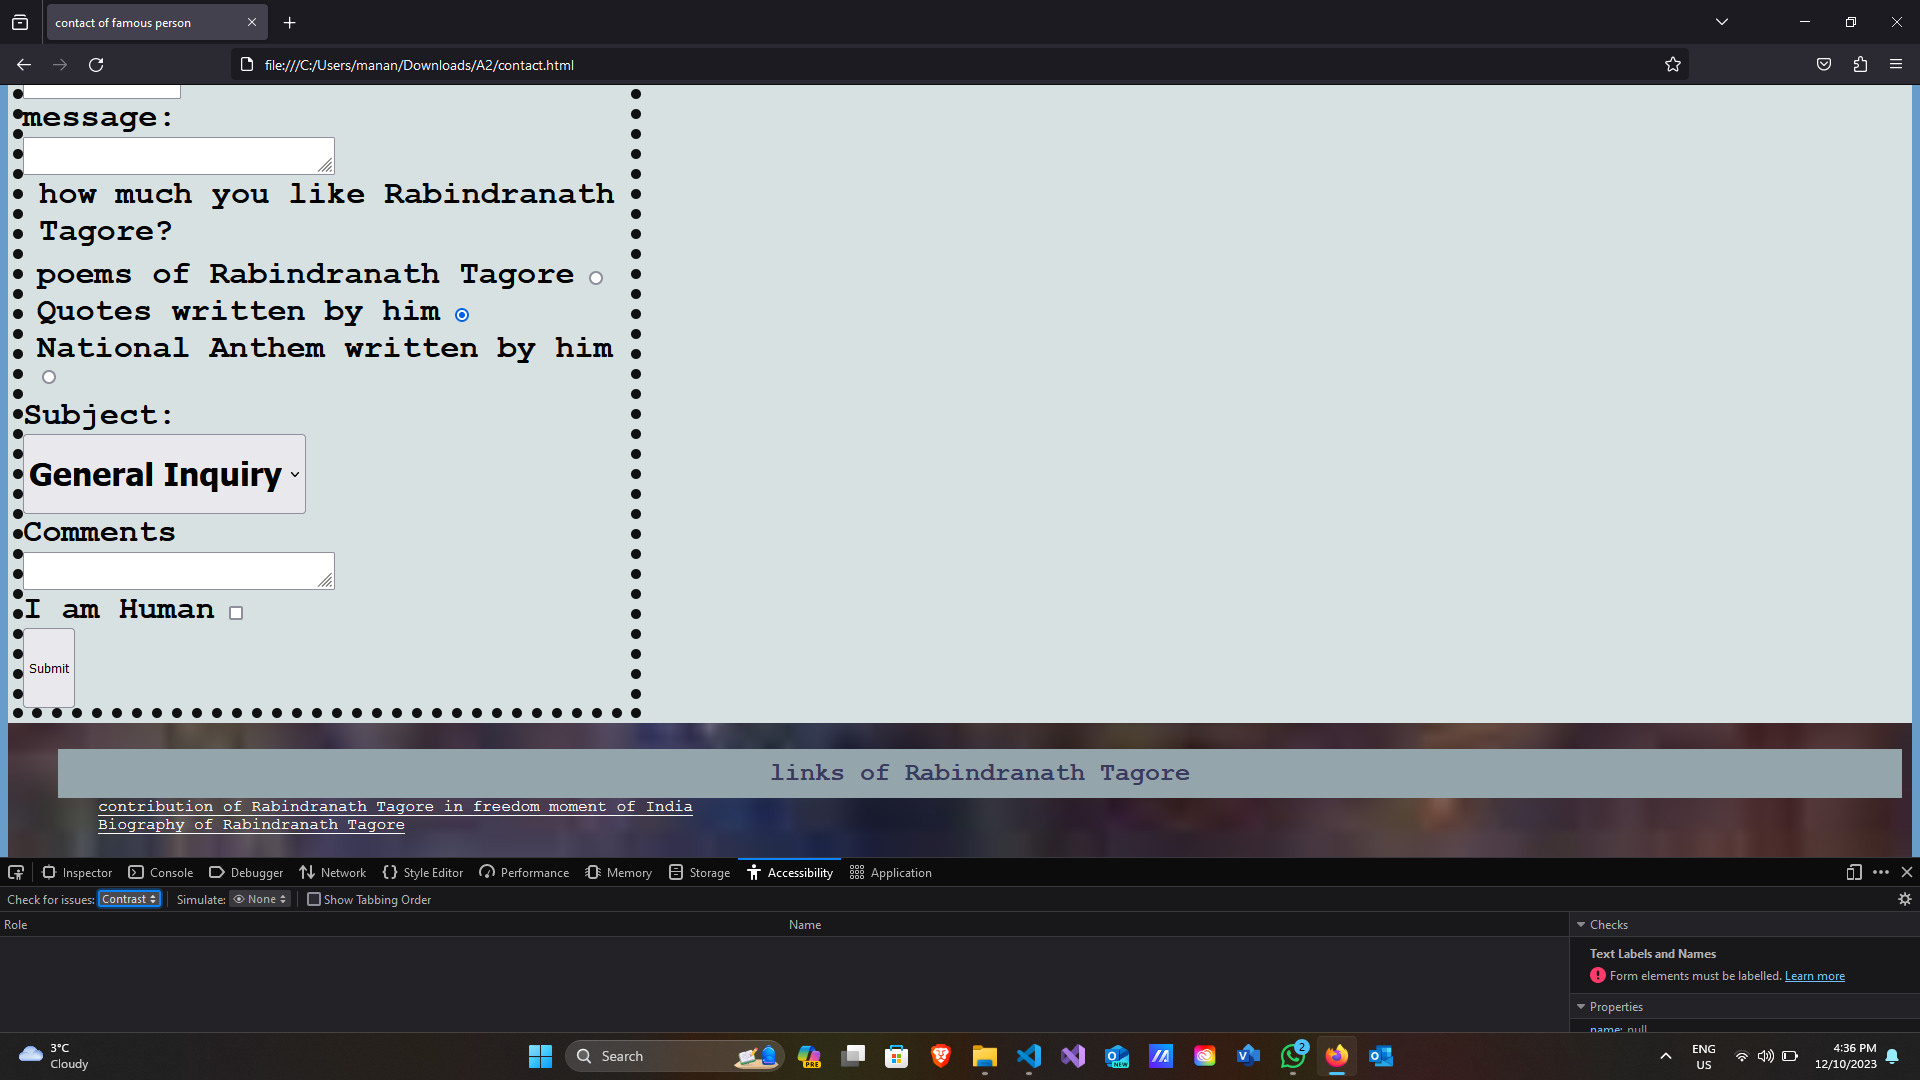 contact of famous person
file:///C:/Users/manan/Downloads/A2/contact.html
message:
how much you like Rabindranath
Tagore?
poems of Rabindranath Tagore
Quotes written by him
National Anthem written by him
Subject:
General Inquiry
Comments
I am Human
Submit
links of Rabindranath Tagore
contribution of Rabindranath Tagore in freedom moment of India
Biography of Rabindranath Tagore
Inspector Console Debugger Network Style Editor Performance Memory Storage Accessibility Application
Check for issues: Contrast Simulate: None Show Tabbing Order
Role Name Checks
Text Labels and Names
Form elements must be labelled. Learn more
Properties
name: null
3°C
Cloudy
Search
PRE
NEW
2
ENG
US
4:36 PM
12/10/2023